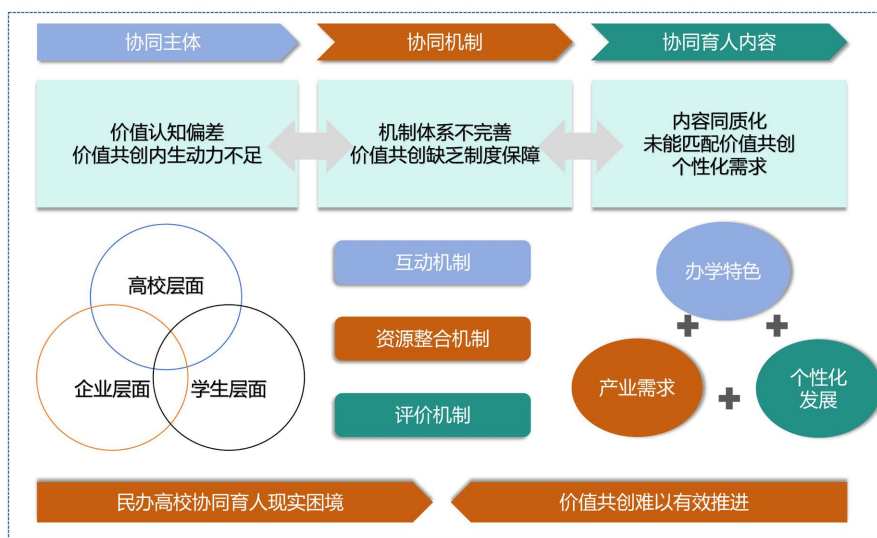 协同主体
协同机制
协同育人内容
价值认知偏差
价值共创内生动力不足
机制体系不完善
价值共创缺乏制度保障
内容同质化
未能匹配价值共创
个性化需求
高校层面
企业层面
学生层面
互动机制
资源整合机制
评价机制
办学特色
产业需求
个性化
发展
民办高校协同育人现实困境
价值共创难以有效推进